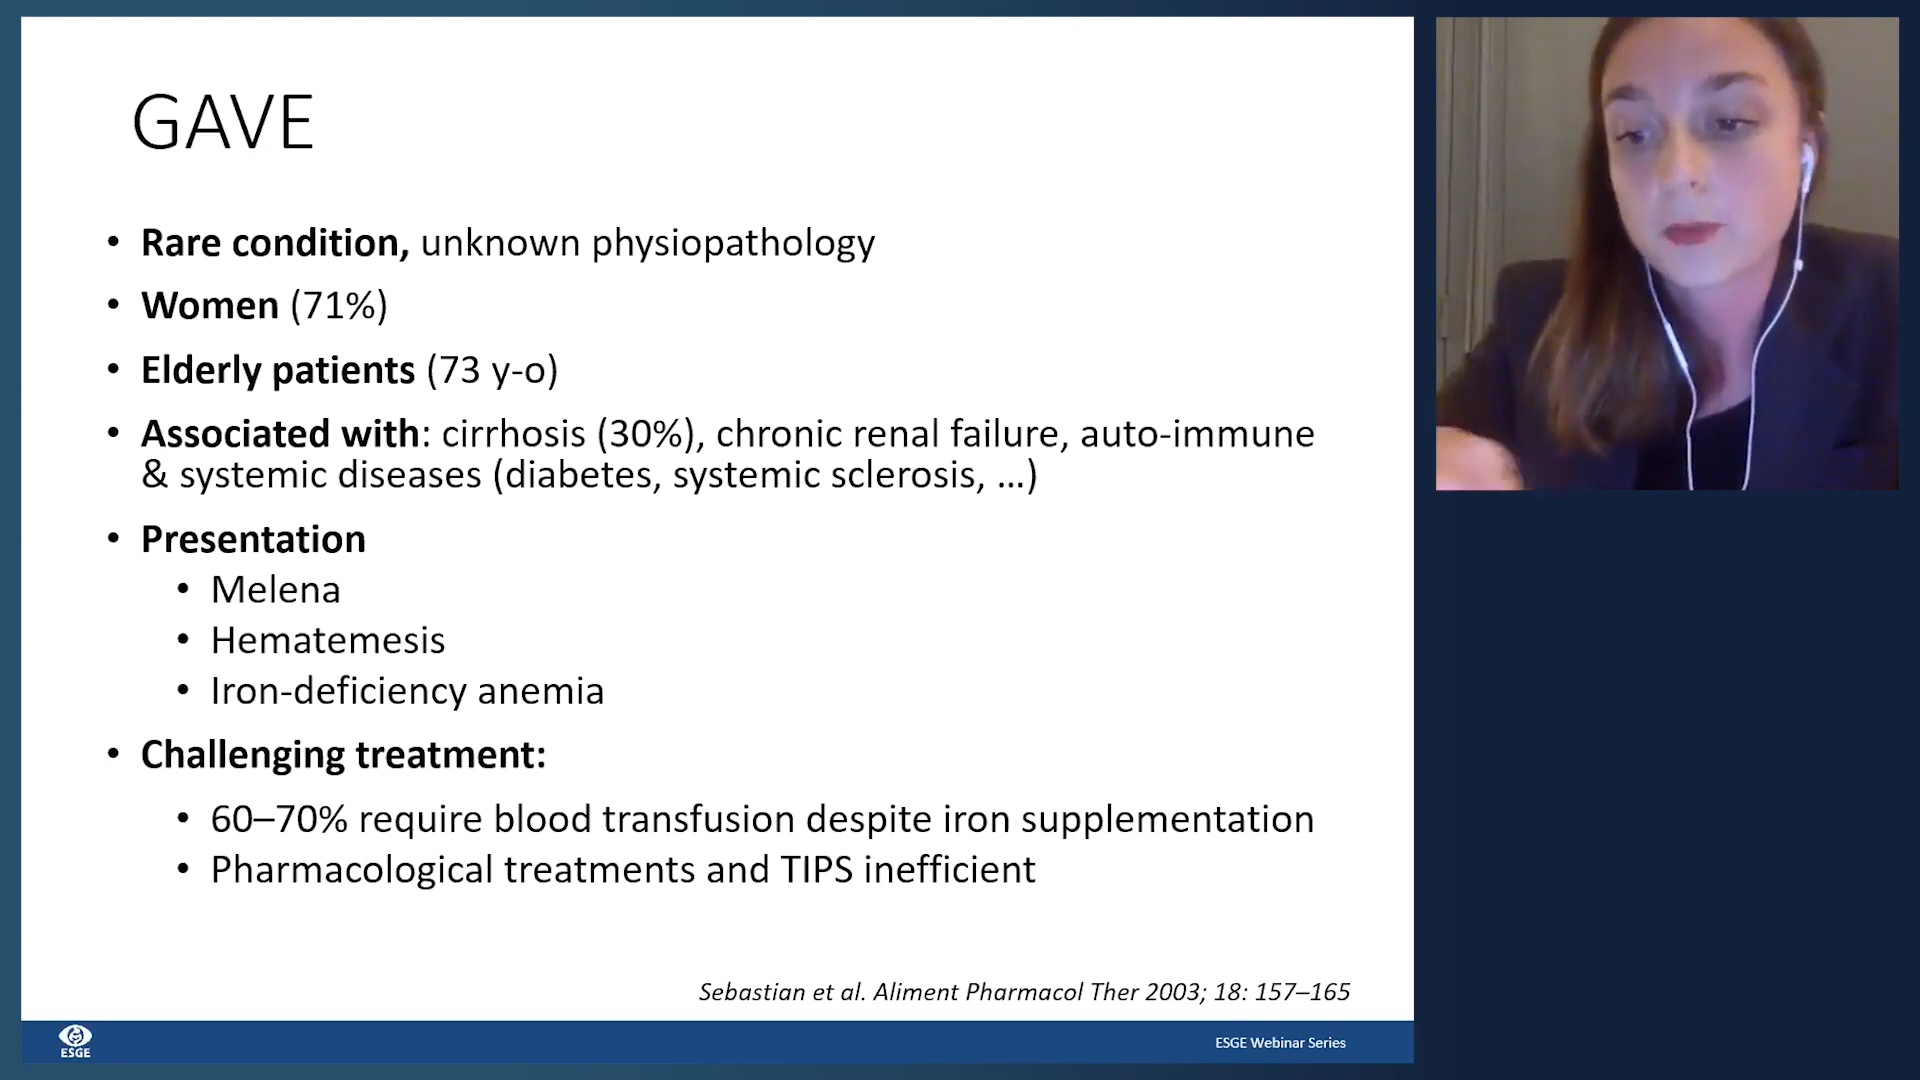 GAVE
• Rare condition, unknown physiopathology
• Women (71%)
• Elderly patients (73 y-o)
• Associated with: cirrhosis (30%), chronic renal failure, auto-immune
& systemic diseases (diabetes, systemic sclerosis, ...)
• Presentation
• Melena
• Hematemesis
• Iron-deficiency anemia
• Challenging treatment:
• 60–70% require blood transfusion despite iron supplementation
• Pharmacological treatments and TIPS inefficient
Sebastian et al. Aliment Pharmacol Ther 2003; 18: 157–165
ESGE
ESGE Webinar Series